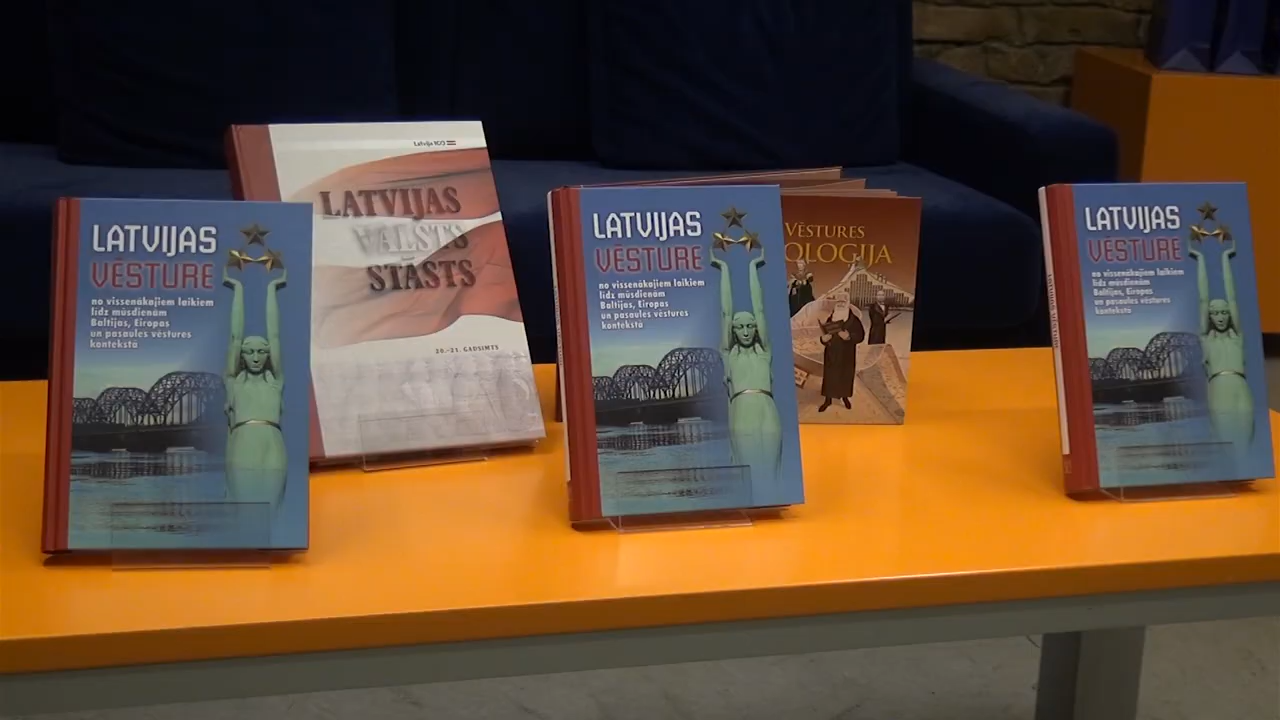 LATVIJAS
VĒSTURE
no vissenākajiem laikiem
līdz mūsdienām
Baltijas, Eiropas
un pasaules vēstures
kontekstā
Latvija 100
LATVIJAS
VALSTS
STĀSTS
20.-21. GADSIMTS
LATVIJAS
VĒSTURE
no vissenākajiem laikiem
līdz mūsdienām
Baltijas, Eiropas
un pasaules vēstures
kontekstā
VĒSTURES
OLOĢIJA
LATVIJAS
VĒSTURE
no vissenākajiem laikiem
līdz mūsdienām
Baltijas, Eiropas
un pasaules vēstures
kontekstā